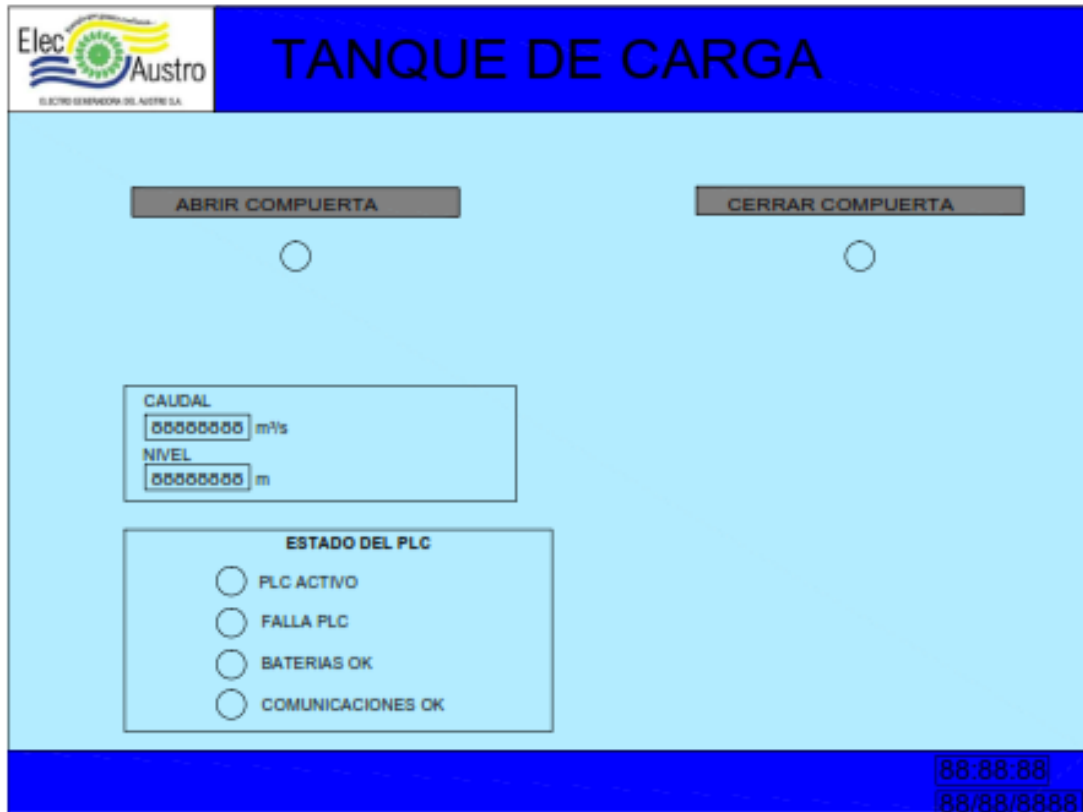 Elec
Austro
ELECTRO GENERADORA DEL AUSTRO S.A.
TANQUE DE CARGA
ABRIR COMPUERTA
CERRAR COMPUERTA
CAUDAL
88888888 m³/s
NIVEL
88888888 m
ESTADO DEL PLC
PLC ACTIVO
FALLA PLC
BATERIAS OK
COMUNICACIONES OK
88:88:88
88/88/8888